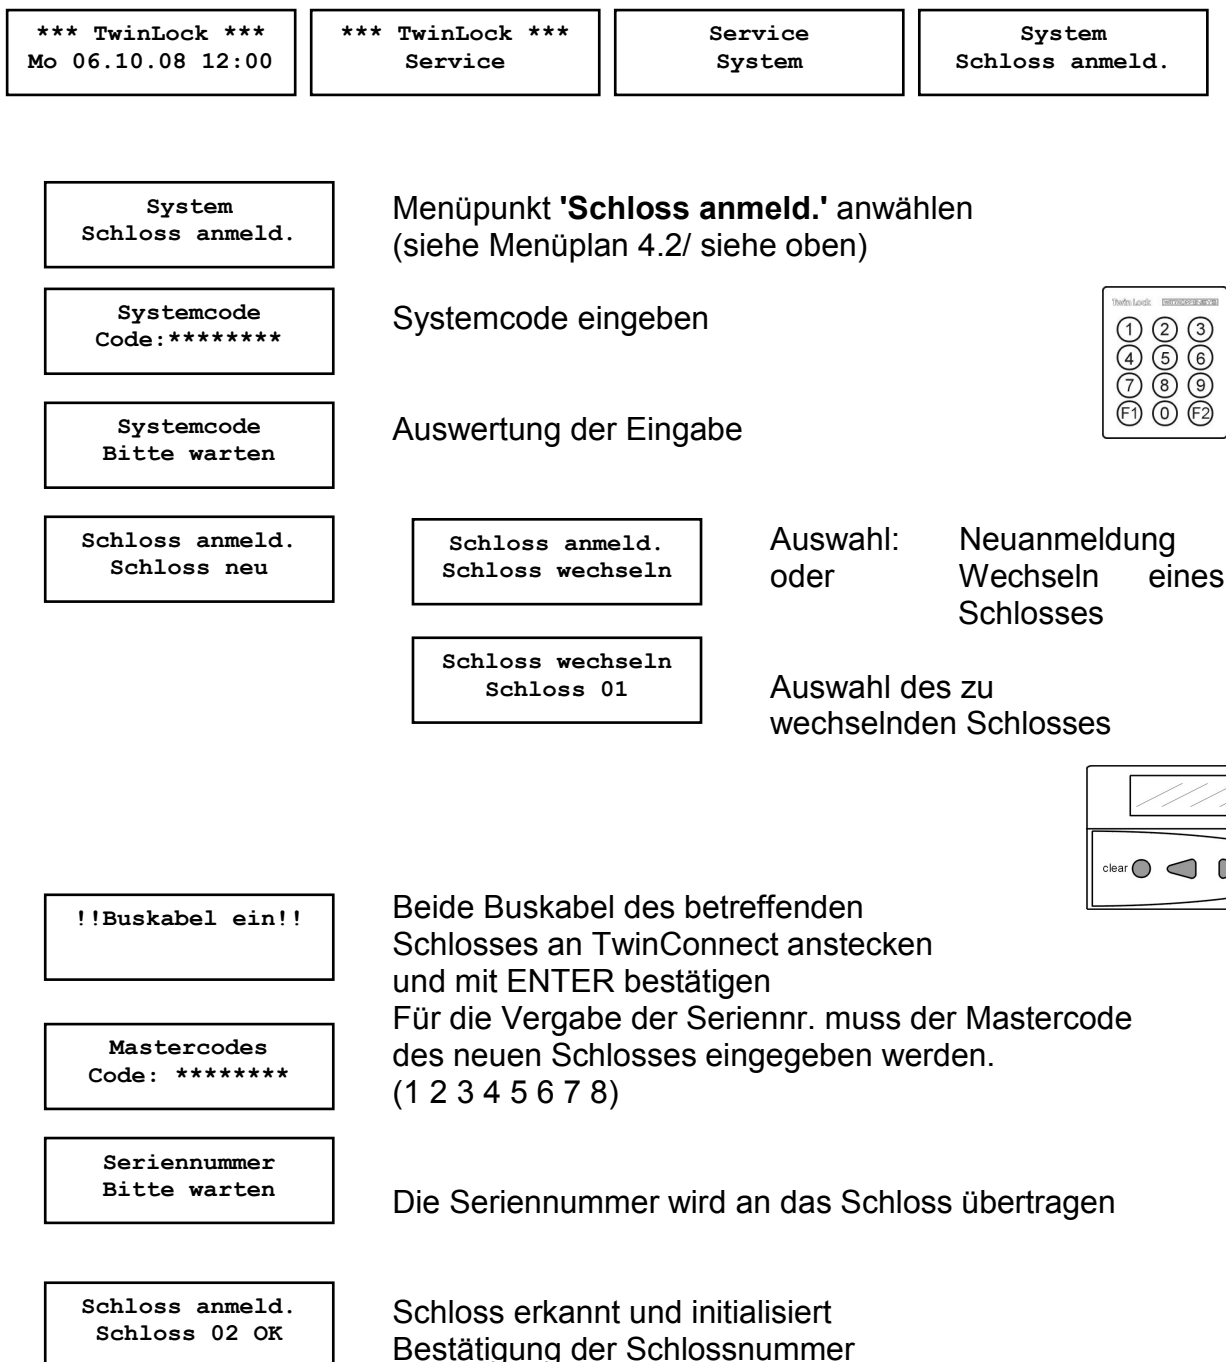 *** TwinLock ***
Mo 06.10.08 12:00
*** TwinLock ***
Service
Service
System
System
Schloss anmeld.
System
Schloss anmeld.
Menüpunkt 'Schloss anmeld.' anwählen
(siehe Menüplan 4.2/ siehe oben)
Systemcode
Code:********
Systemcode eingeben
Twin Lock
1 2 3
4 5 6
7 8 9
F1 0 F2
Systemcode
Bitte warten
Auswertung der Eingabe
Schloss anmeld.
Schloss neu
Schloss anmeld.
Schloss wechseln
Auswahl: Neuanmeldung
oder Wechseln eines
Schlosses
Schloss wechseln
Schloss 01
Auswahl des zu
wechselnden Schlosses
clear
!!Buskabel ein!!
Beide Buskabel des betreffenden
Schlosses an TwinConnect anstecken
und mit ENTER bestätigen
Für die Vergabe der Seriennr. muss der Mastercode
des neuen Schlosses eingegeben werden.
(1 2 3 4 5 6 7 8)
Mastercodes
Code: ********
Seriennummer
Bitte warten
Die Seriennummer wird an das Schloss übertragen
Schloss anmeld.
Schloss 02 OK
Schloss erkannt und initialisiert
Bestätigung der Schlossnummer